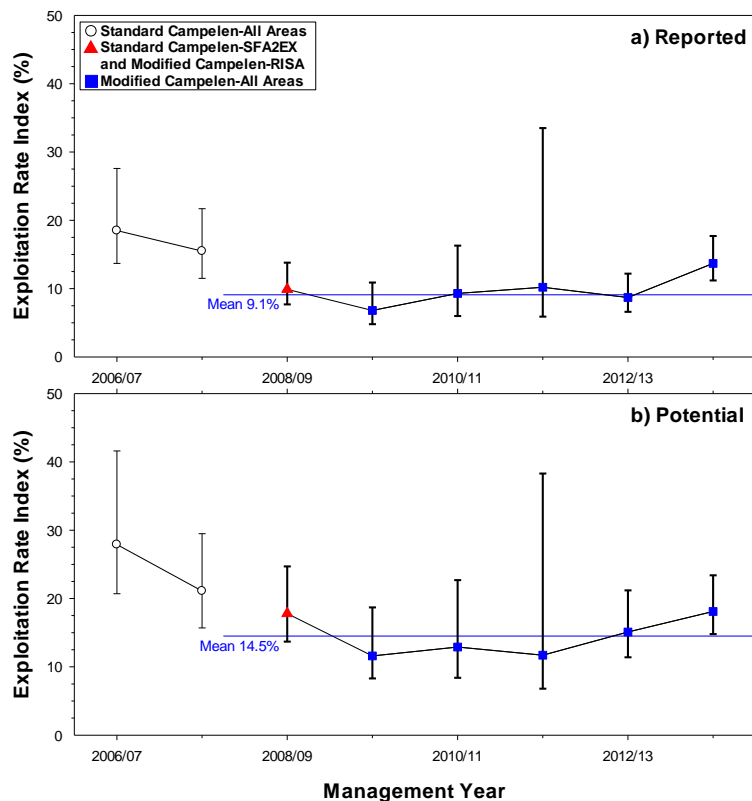 Standard Campelen-All Areas
Standard Campelen-SFA2EX
and Modified Campelen-RISA
Modified Campelen-All Areas
a) Reported
Exploitation Rate Index (%)
50
40
30
20
10
0
Mean 9.1%
2006/07
2008/09
2010/11
2012/13
b) Potential
Exploitation Rate Index (%)
50
40
30
20
10
0
Mean 14.5%
2006/07
2008/09
2010/11
2012/13
Management Year